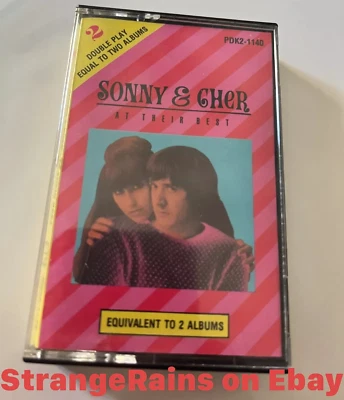 2
DOUBLE PLAY
EQUAL TO TWO ALBUMS
PDK2-1140
SONNY & CHER
AT THEIR BEST
EQUIVALENT TO 2 ALBUMS
StrangeRains on Ebay